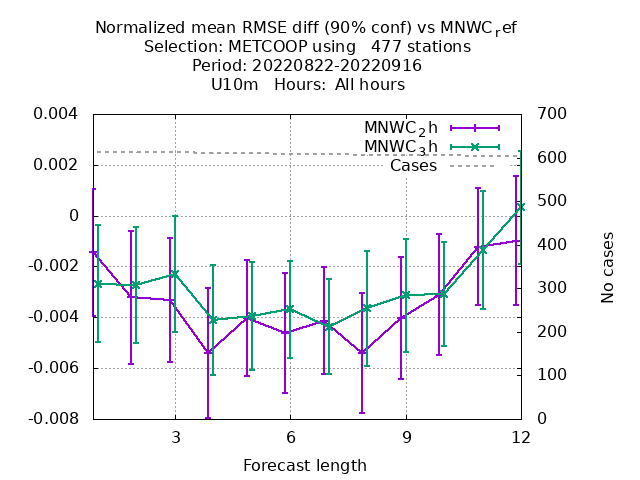 Normalized mean RMSE diff (90% conf) vs MNWC_ref
Selection: METCOOP using   477 stations
Period: 20220822-20220916
U10m   Hours:  All hours
MNWC_2h
MNWC_3h
Cases
0.004
0.002
0
-0.002
-0.004
-0.006
-0.008
700
600
500
400
300
200
100
0
No cases
3
6
9
12
Forecast length